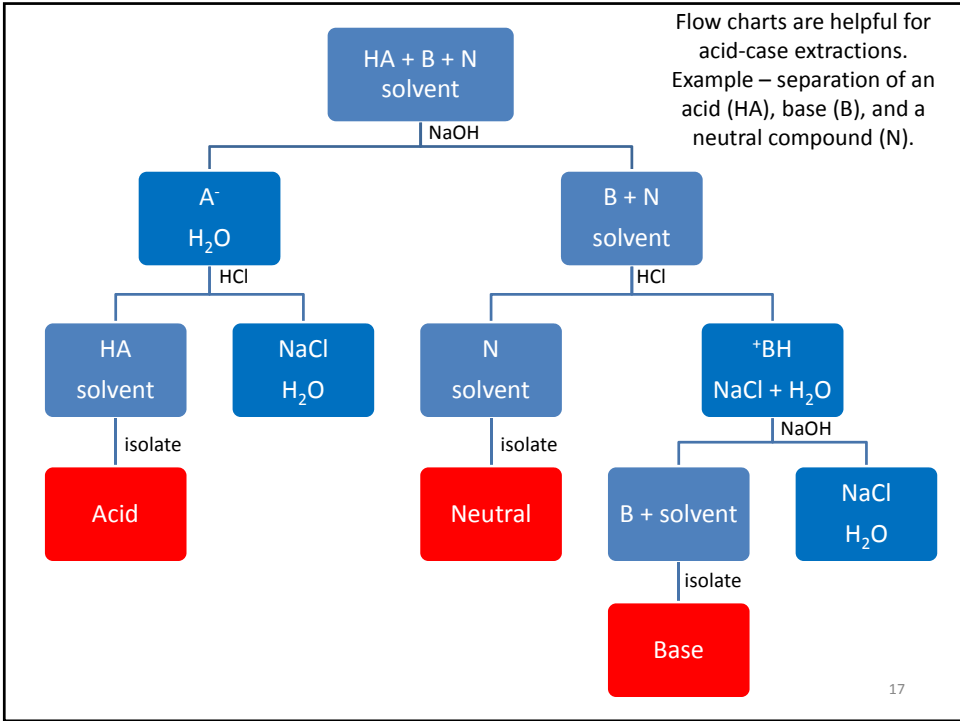 Flow charts are helpful for
acid-case extractions.
Example – separation of an
acid (HA), base (B), and a
neutral compound (N).
HA + B + N
solvent
NaOH
A⁻
H₂O
B + N
solvent
HCl
HCl
HA
solvent
NaCl
H₂O
N
solvent
⁺BH
NaCl + H₂O
isolate
isolate
NaOH
Acid
Neutral
B + solvent
NaCl
H₂O
isolate
Base
17